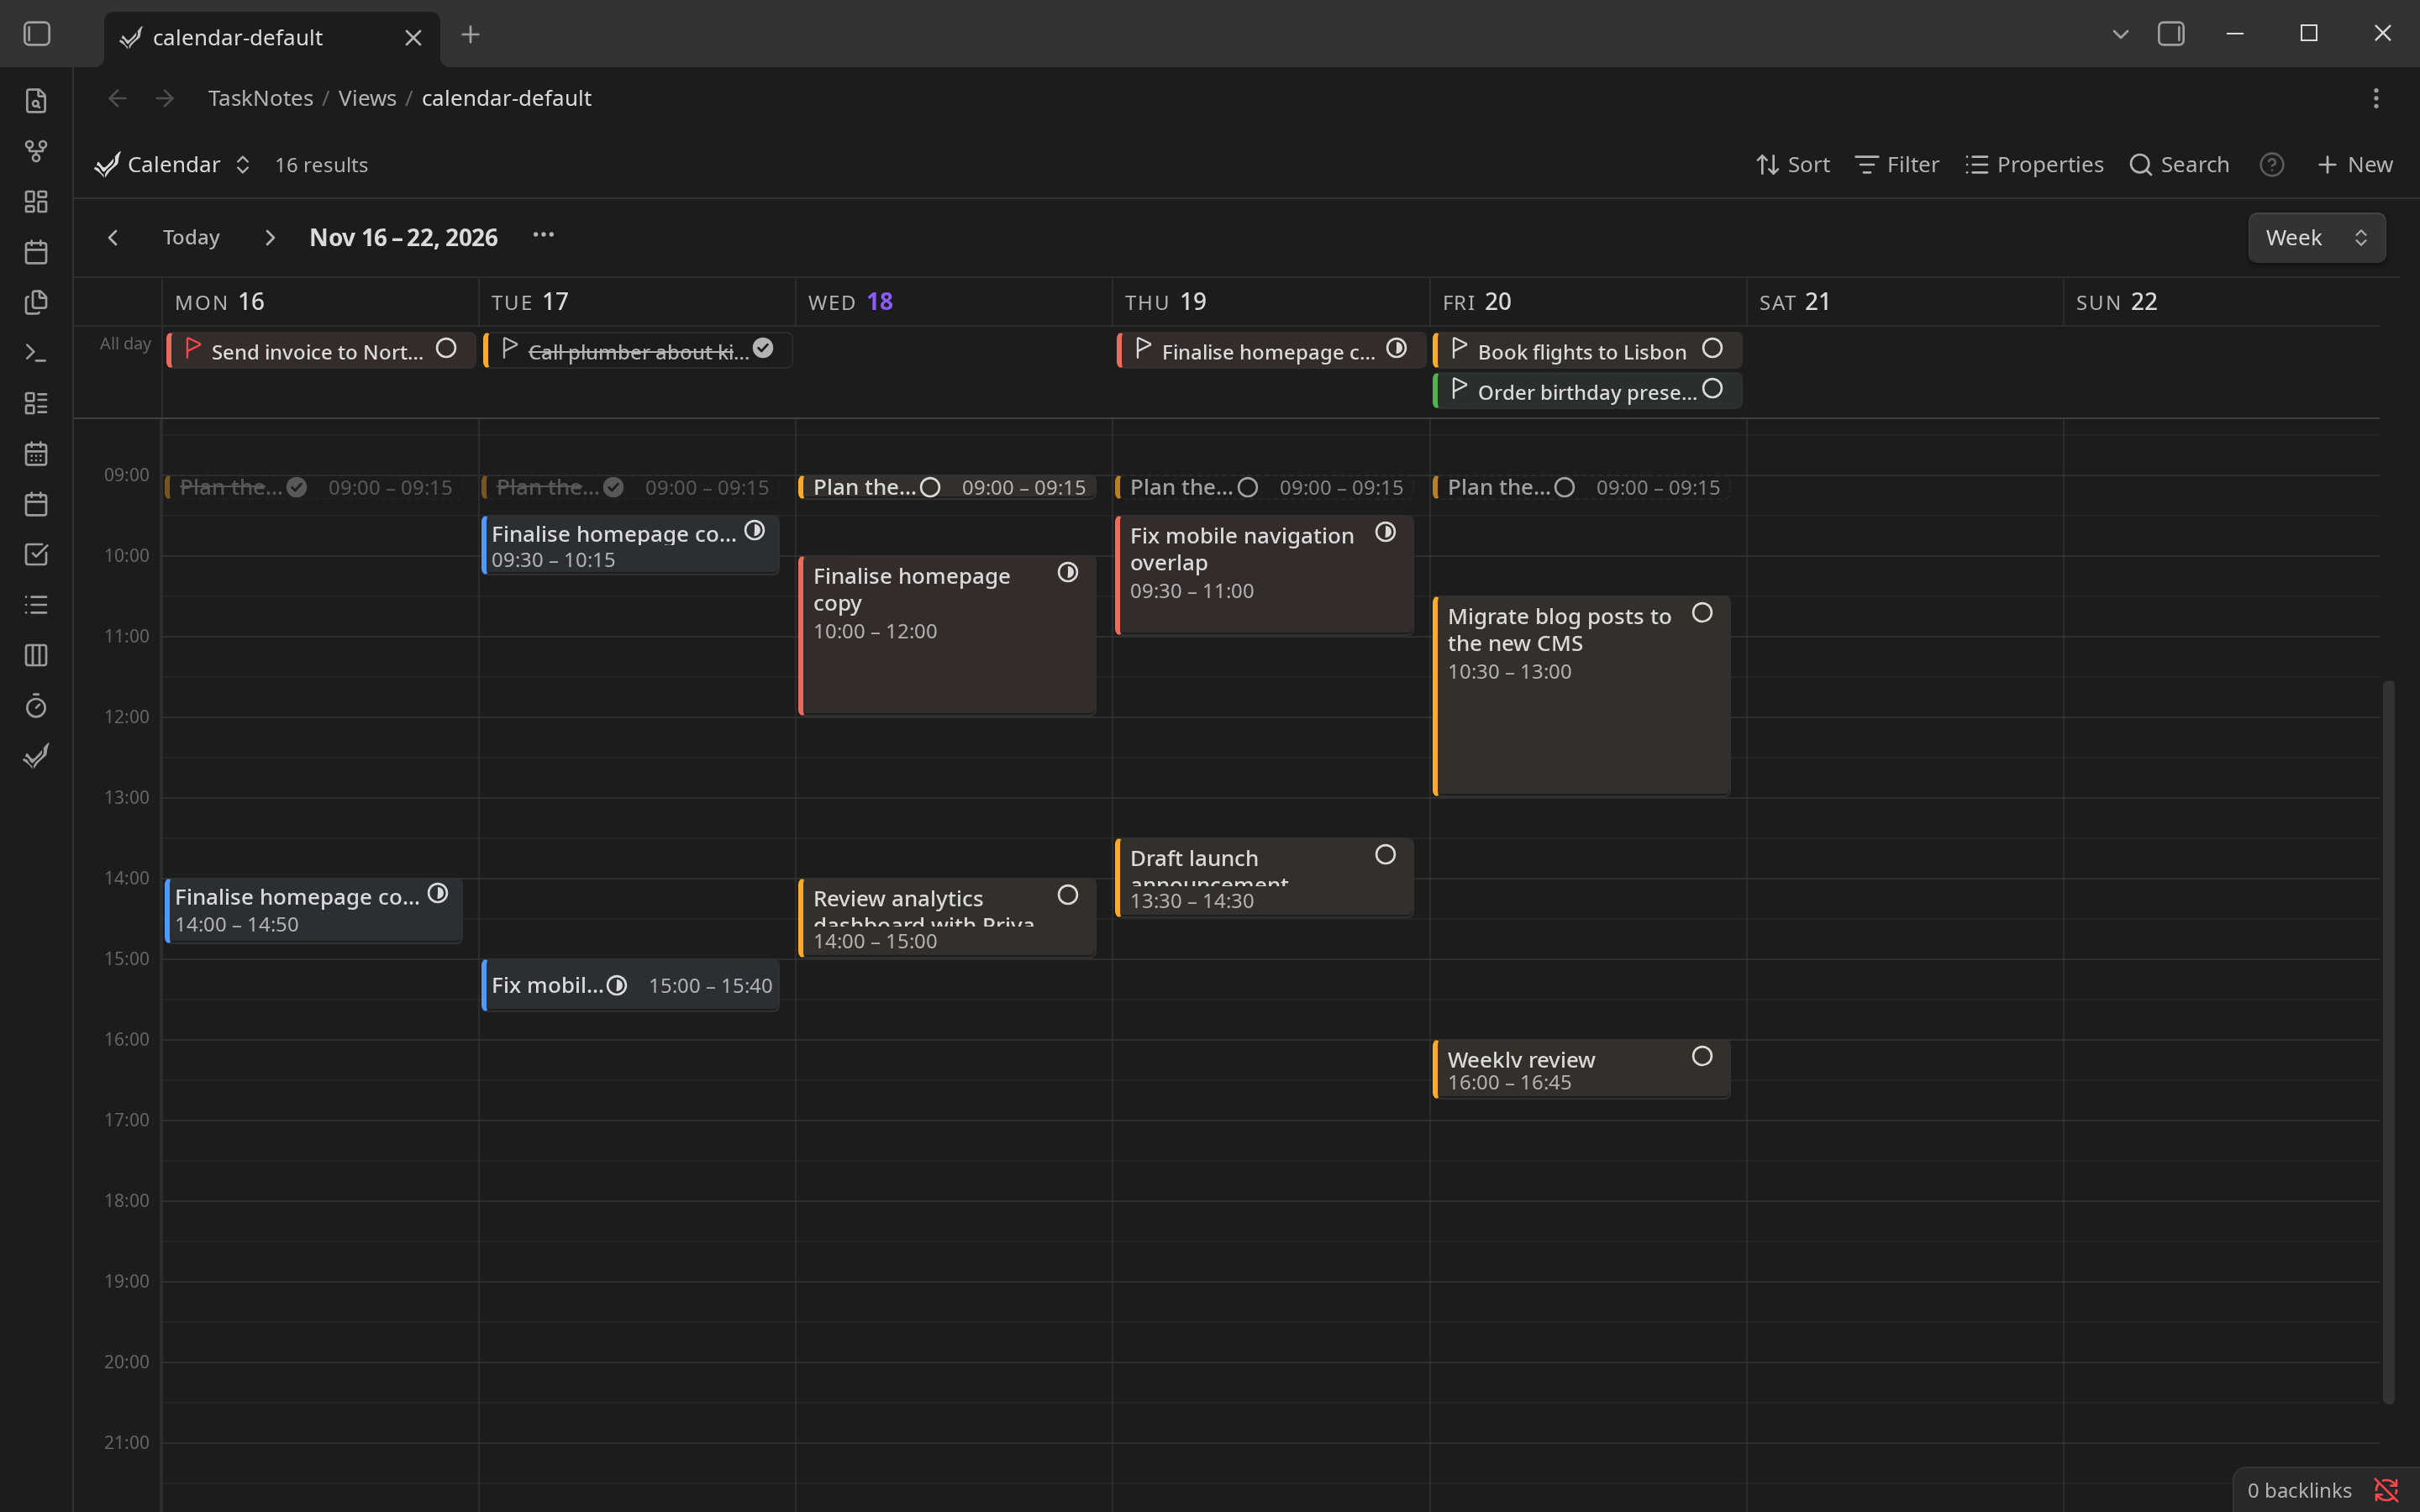 calendar-default
TaskNotes / Views / calendar-default
Calendar 16 results Sort Filter Properties Search New
Today Nov 16 – 22, 2026 ... Week
MON 16 TUE 17 WED 18 THU 19 FRI 20 SAT 21 SUN 22
All day
Send invoice to Nort...
Call plumber about ki...
Finalise homepage c...
Book flights to Lisbon
Order birthday prese...
09:00
10:00
11:00
12:00
13:00
14:00
15:00
16:00
17:00
18:00
19:00
20:00
21:00
Plan the... 09:00 – 09:15
Finalise homepage co...
14:00 – 14:50
Plan the... 09:00 – 09:15
Finalise homepage co...
09:30 – 10:15
Fix mobil... 15:00 – 15:40
Plan the... 09:00 – 09:15
Finalise homepage
copy
10:00 – 12:00
Review analytics
dashboard with Priya
14:00 – 15:00
Plan the... 09:00 – 09:15
Fix mobile navigation
overlap
09:30 – 11:00
Draft launch
announcement
13:30 – 14:30
Plan the... 09:00 – 09:15
Migrate blog posts to
the new CMS
10:30 – 13:00
Weekly review
16:00 – 16:45
0 backlinks